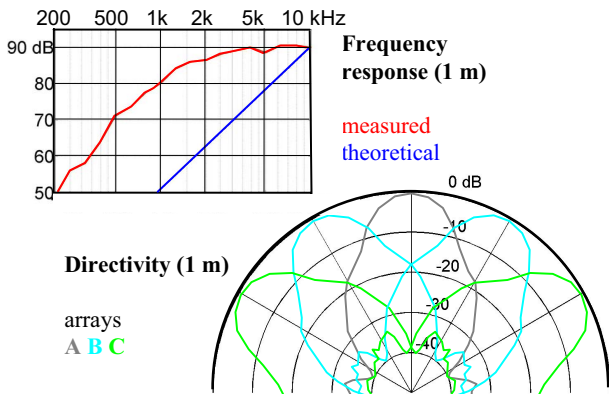 200 500 1k 2k 5k 10 kHz
90 dB
80
70
60
50
Frequency
response (1 m)
measured
theoretical
0 dB
-10
-20
-30
-40
Directivity (1 m)
arrays
A B C